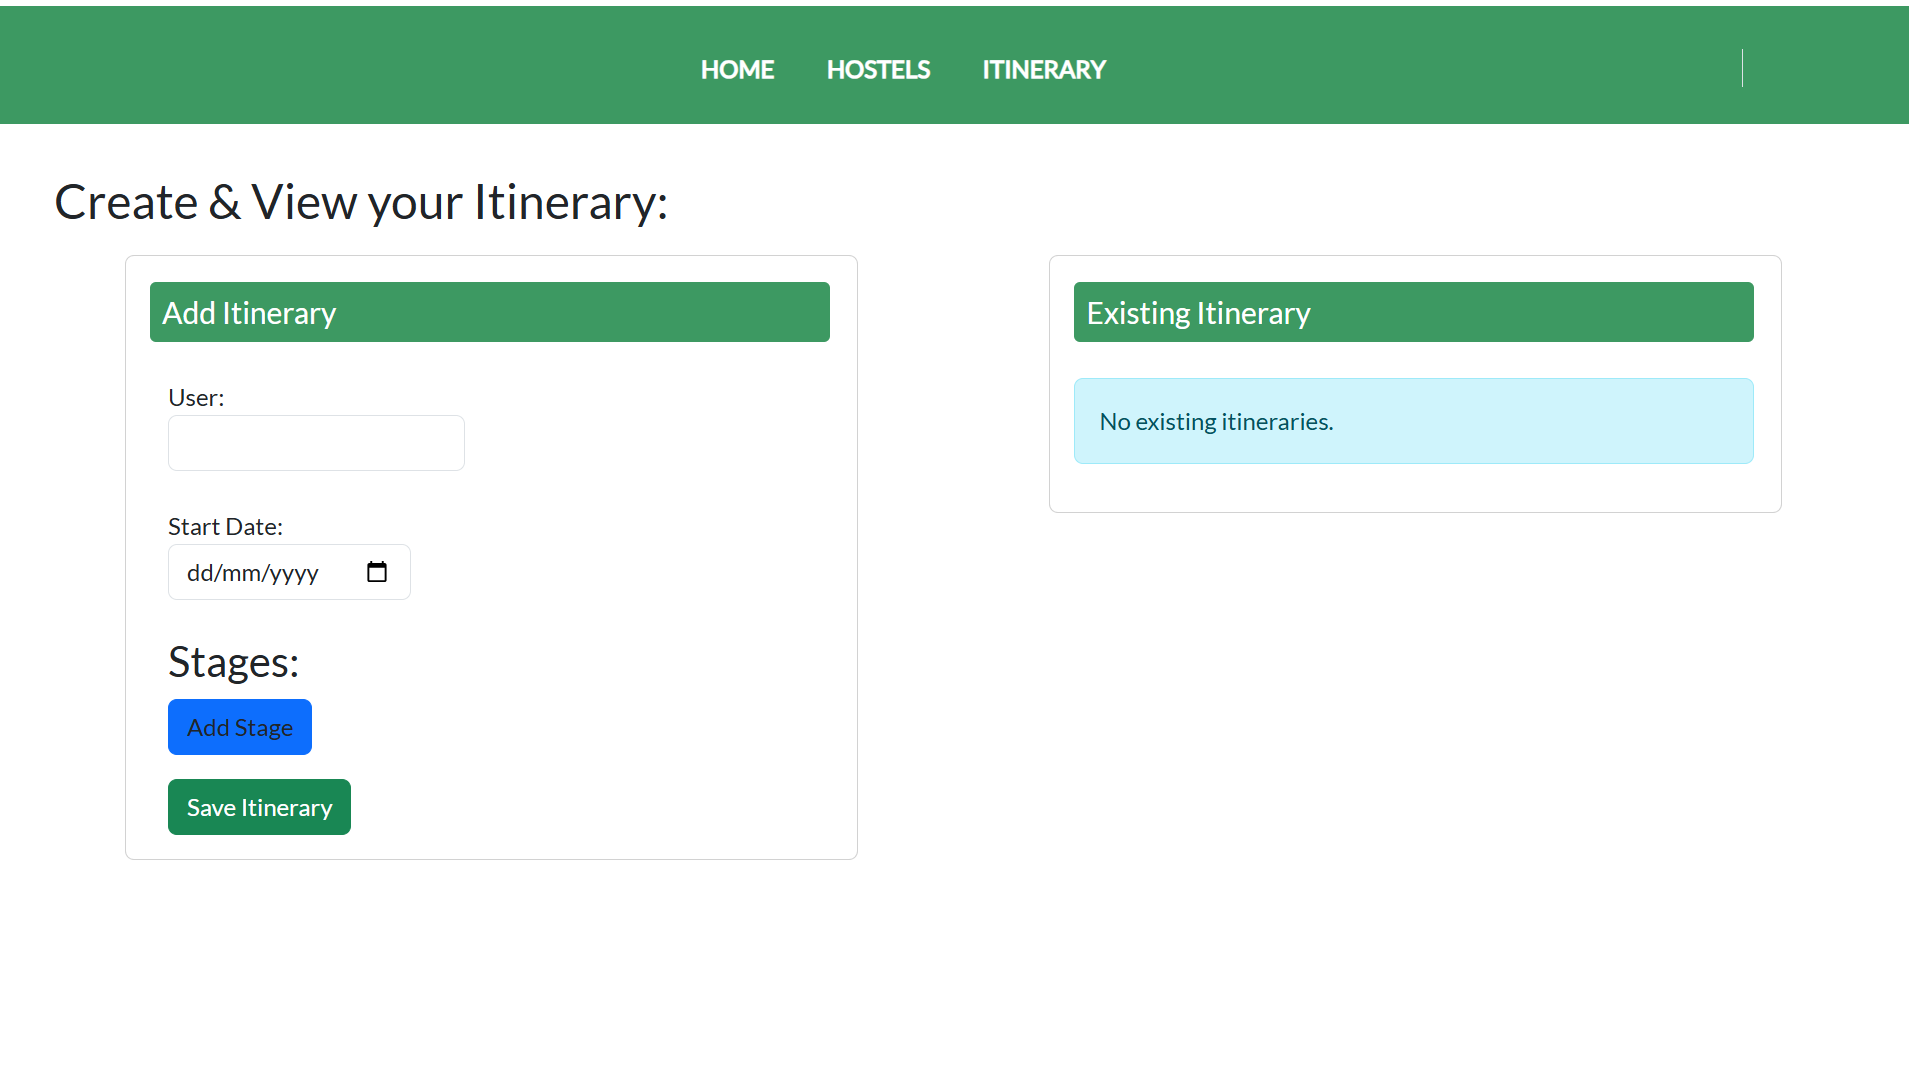 HOME HOSTELS ITINERARY
Create & View your Itinerary:
Add Itinerary
User:
Start Date:
dd/mm/yyyy
Stages:
Add Stage
Save Itinerary
Existing Itinerary
No existing itineraries.